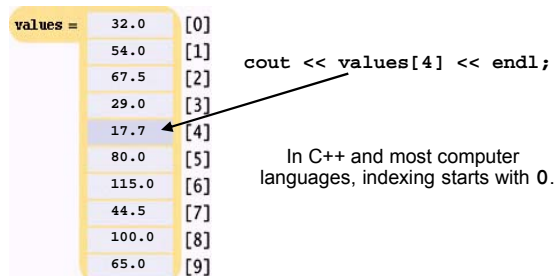 values = 32.0 [0]
54.0 [1]
67.5 [2]
29.0 [3]
17.7 [4]
80.0 [5]
115.0 [6]
44.5 [7]
100.0 [8]
65.0 [9]
cout << values[4] << endl;
In C++ and most computer
languages, indexing starts with 0.